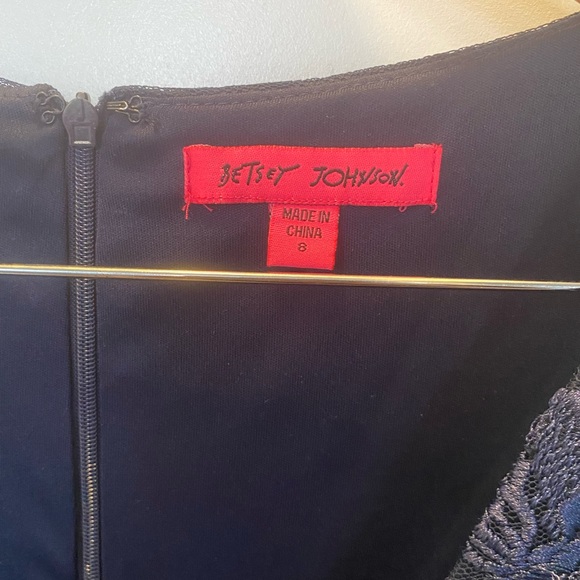 BETSEY JOHNSON.
MADE IN
CHINA
8